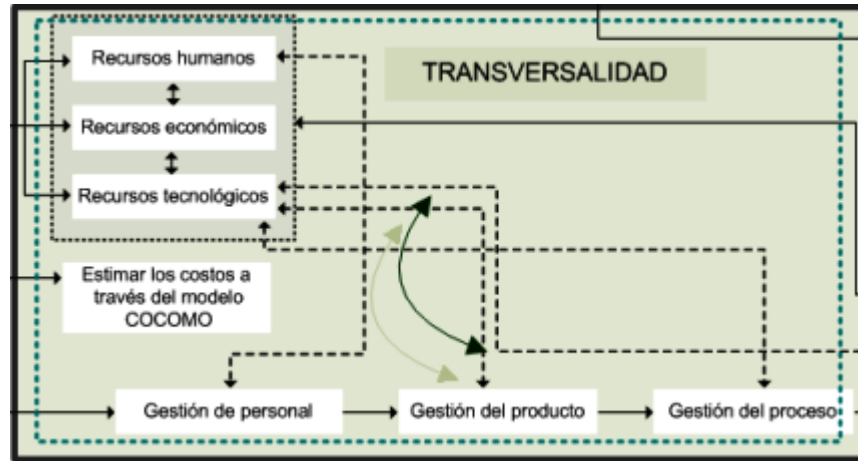 Recursos humanos
TRANSVERSALIDAD
Recursos económicos
Recursos tecnológicos
Estimar los costos a
través del modelo
COCOMO
Gestión de personal
Gestión del producto
Gestión del proceso